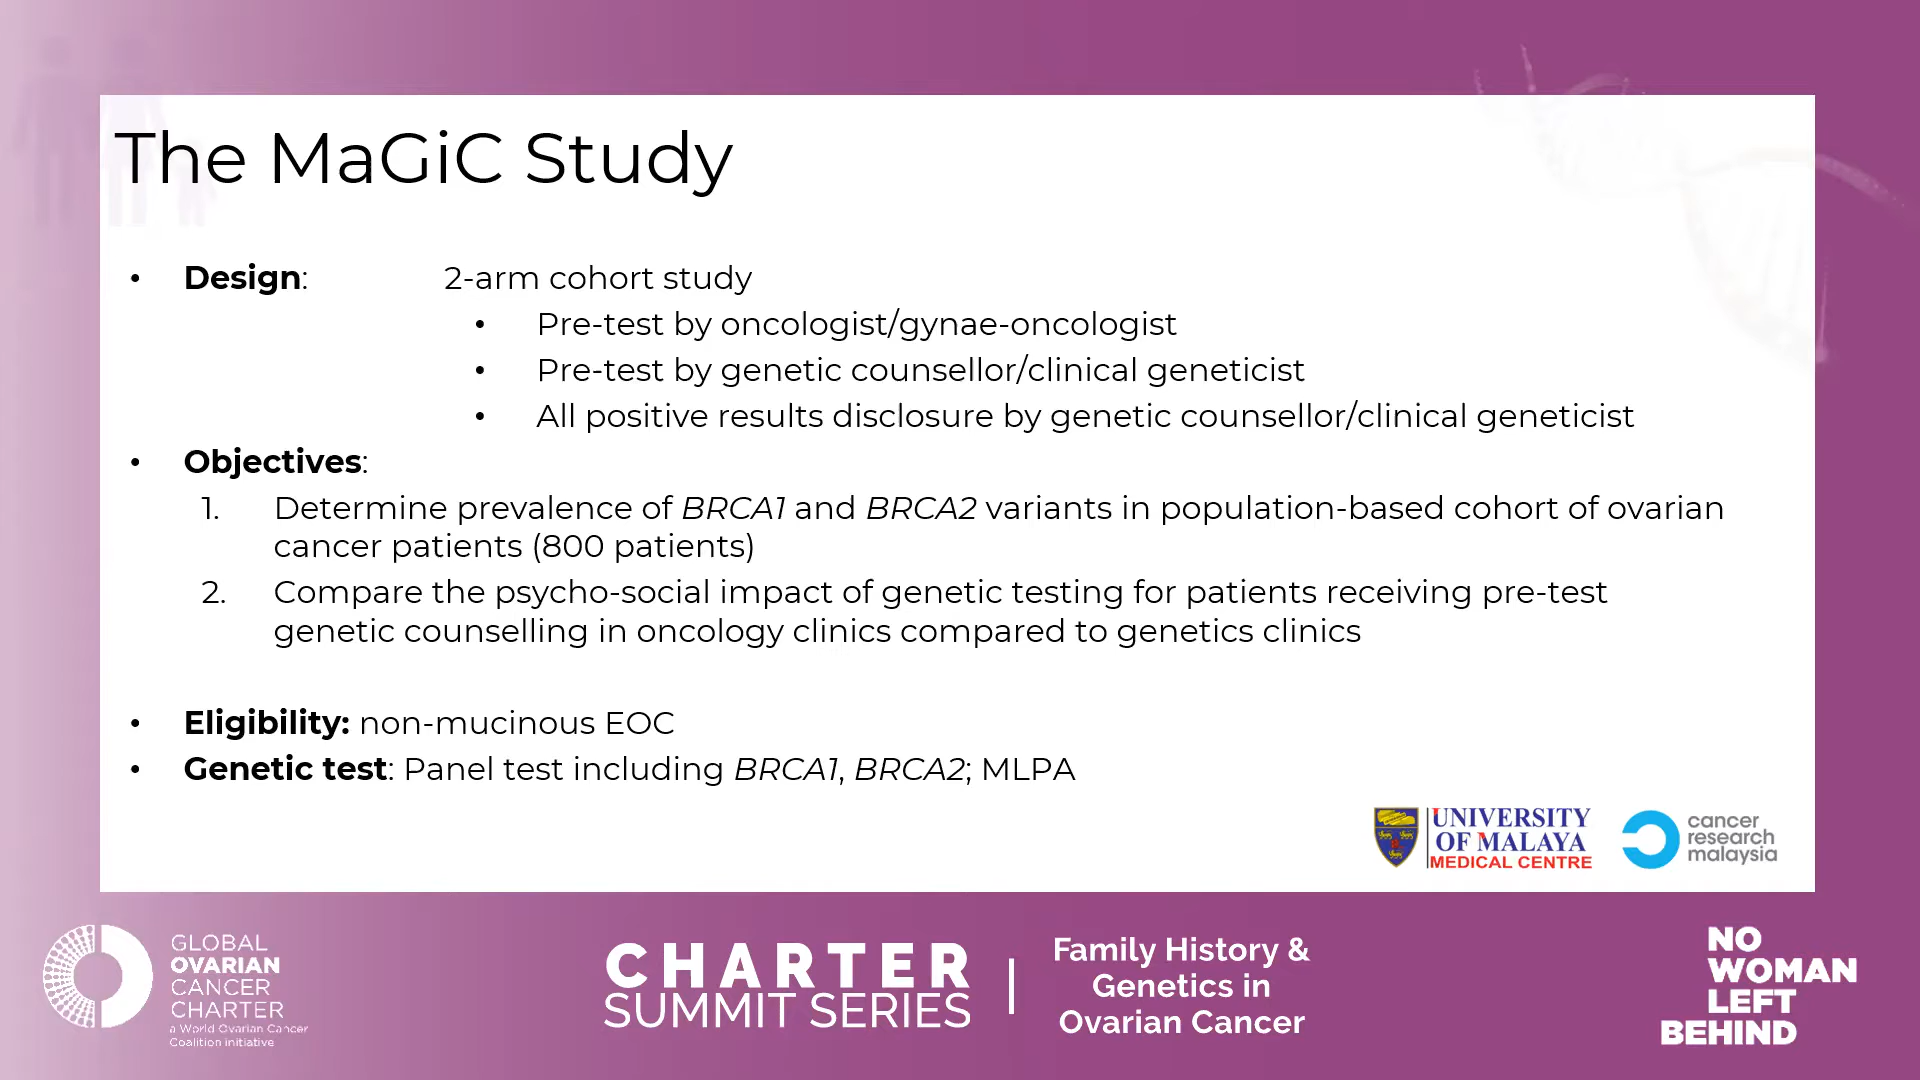 The MaGiC Study
• Design: 2-arm cohort study
• Pre-test by oncologist/gynae-oncologist
• Pre-test by genetic counsellor/clinical geneticist
• All positive results disclosure by genetic counsellor/clinical geneticist
• Objectives:
1. Determine prevalence of BRCA1 and BRCA2 variants in population-based cohort of ovarian
cancer patients (800 patients)
2. Compare the psycho-social impact of genetic testing for patients receiving pre-test
genetic counselling in oncology clinics compared to genetics clinics
• Eligibility: non-mucinous EOC
• Genetic test: Panel test including BRCA1, BRCA2; MLPA
UNIVERSITY
OF MALAYA
MEDICAL CENTRE
cancer
research
malaysia
GLOBAL
OVARIAN
CANCER
CHARTER
a World Ovarian Cancer
Coalition initiative
CHARTER
SUMMIT SERIES
Family History &
Genetics in
Ovarian Cancer
NO
WOMAN
LEFT
BEHIND